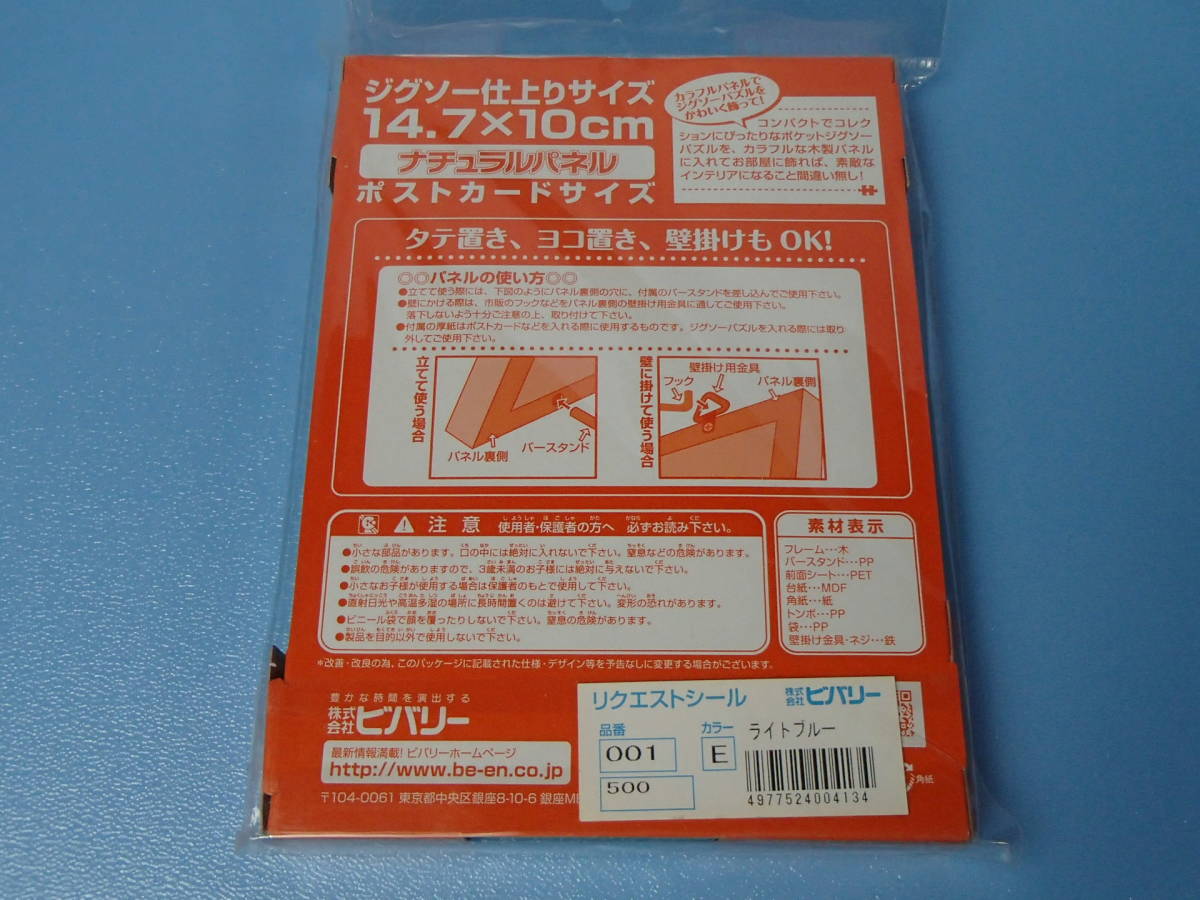 ジグソー仕上りサイズ
14.7×10cm
ナチュラルパネル
ポストカードサイズ
カラフルパネルで
ジグソーパズルを
かわいく飾って!
コンパクトでコレク
ションにぴったりなポケットジグソー
パズルを、カラフルな木製パネル
に入れてお部屋に飾れば、素敵な
インテリアになること間違い無し!
タテ置き、ヨコ置き、壁掛けも OK!
◎◎パネルの使い方◎◎
●立てて使う際には、下図のようにパネル裏側の穴に、付属のバースタンドを差し込んでご使用下さい。
●壁にかける際は、市販のフックなどをパネル裏側の壁掛け用金具に通してご使用下さい。
落下しないよう十分ご注意の上、取り付けて下さい。
●付属の厚紙はポストカードなどを入れる際に使用するものです。ジグソーパズルを入れる際には取り
外してご使用下さい。
立てて使う場合
パネル裏側
バースタンド
壁に掛けて使う場合
壁掛け用金具
フック
パネル裏側
注意 使用者・保護者の方へ 必ずお読み下さい。
●小さな部品があります。口の中には絶対に入れないで下さい。窒息などの危険があります。
●誤飲の危険がありますので、3歳未満のお子様には絶対に与えないで下さい。
●小さなお子様が使用する場合は保護者のもとで使用して下さい。
●直射日光や高温多湿の場所に長時間置くのは避けて下さい。変形の恐れがあります。
●ビニール袋で顔を覆ったりしないで下さい。窒息の危険があります。
●製品を目的以外で使用しないで下さい。
素材表示
フレーム…木
バースタンド…PP
前面シート…PET
台紙…MDF
角紙…紙
トンボ…PP
袋…PP
壁掛け金具・ネジ…鉄
*改善・改良の為、このパッケージに記載された仕様・デザイン等を予告なしに変更する場合がございます。
豊かな時間を演出する
株式会社 ビバリー
最新情報満載! ビバリーホームページ
http://www.be-en.co.jp
〒104-0061 東京都中央区銀座8-10-6 銀座M
リクエストシール 株式会社 ビバリー
品番 カラー ライトブルー
001 E
500
4977524004134
角紙